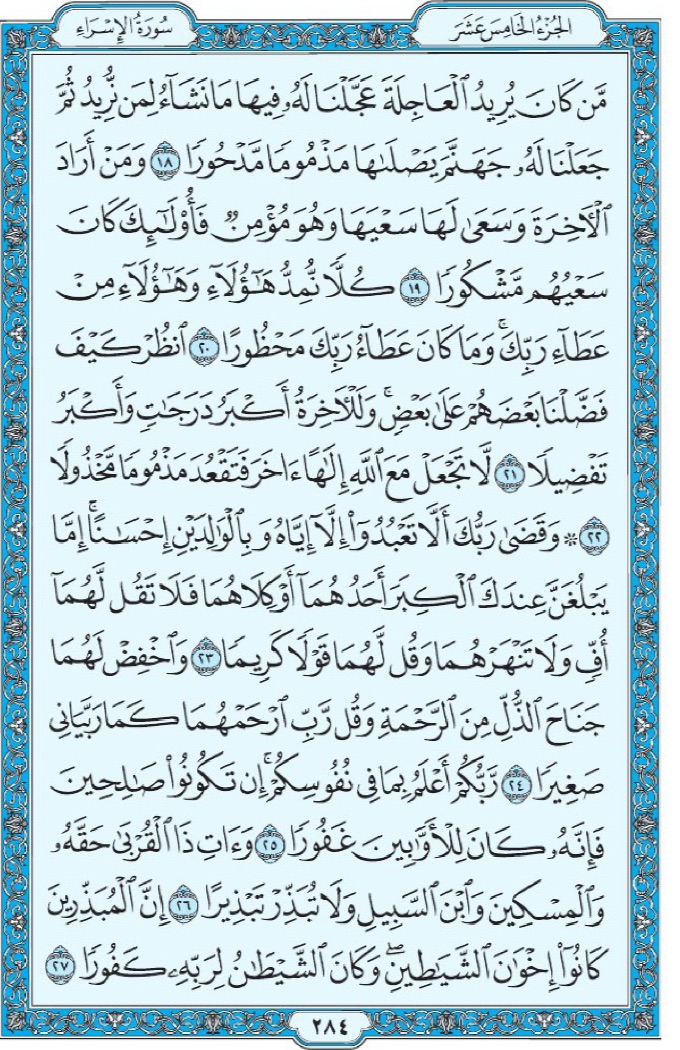 الجزء الخامس عشر
سورة الإسراء
مَّن كَانَ يُرِيدُ ٱلْعَاجِلَةَ عَجَّلْنَا لَهُۥ فِيهَا مَا نَشَآءُ لِمَن نُّرِيدُ ثُمَّ
جَعَلْنَا لَهُۥ جَهَنَّمَ يَصْلَىٰهَا مَذْمُومًا مَّدْحُورًا ١٨ وَمَنْ أَرَادَ
ٱلْأَخِرَةَ وَسَعَىٰ لَهَا سَعْيَهَا وَهُوَ مُؤْمِنٌ فَأُو۟لَـٰٓئِكَ كَانَ
سَعْيُهُم مَّشْكُورًا ١٩ كُلًّا نُّمِدُّ هَـٰٓؤُلَآءِ وَهَـٰٓؤُلَآءِ مِنْ
عَطَآءِ رَبِّكَ ۚ وَمَا كَانَ عَطَآءُ رَبِّكَ مَحْظُورًا ٢٠ ٱنظُرْ كَيْفَ
فَضَّلْنَا بَعْضَهُمْ عَلَىٰ بَعْضٍ ۚ وَلَلْأَخِرَةُ أَكْبَرُ دَرَجَـٰتٍ وَأَكْبَرُ
تَفْضِيلًا ٢١ لَّا تَجْعَلْ مَعَ ٱللَّهِ إِلَـٰهًا ءَاخَرَ فَتَقْعُدَ مَذْمُومًا مَّخْذُولًا
٢٢ ۞ وَقَضَىٰ رَبُّكَ أَلَّا تَعْبُدُوٓا۟ إِلَّآ إِيَّاهُ وَبِٱلْوَٰلِدَيْنِ إِحْسَـٰنًا ۚ إِمَّا
يَبْلُغَنَّ عِندَكَ ٱلْكِبَرَ أَحَدُهُمَآ أَوْ كِلَاهُمَا فَلَا تَقُل لَّهُمَآ
أُفٍّ وَلَا تَنْهَرْهُمَا وَقُل لَّهُمَا قَوْلًا كَرِيمًا ٢٣ وَٱخْفِضْ لَهُمَا
جَنَاحَ ٱلذُّلِّ مِنَ ٱلرَّحْمَةِ وَقُل رَّبِّ ٱرْحَمْهُمَا كَمَا رَبَّيَانِى
صَغِيرًا ٢٤ رَّبُّكُمْ أَعْلَمُ بِمَا فِى نُفُوسِكُمْ ۚ إِن تَكُونُوا۟ صَـٰلِحِينَ
فَإِنَّهُۥ كَانَ لِلْأَوَّٰبِينَ غَفُورًا ٢٥ وَءَاتِ ذَا ٱلْقُرْبَىٰ حَقَّهُۥ
وَٱلْمِسْكِينَ وَٱبْنَ ٱلسَّبِيلِ وَلَا تُبَذِّرْ تَبْذِيرًا ٢٦ إِنَّ ٱلْمُبَذِّرِينَ
كَانُوٓا۟ إِخْوَٰنَ ٱلشَّيَـٰطِينِ ۖ وَكَانَ ٱلشَّيْطَـٰنُ لِرَبِّهِۦ كَفُورًا ٢٧
٢٨٤